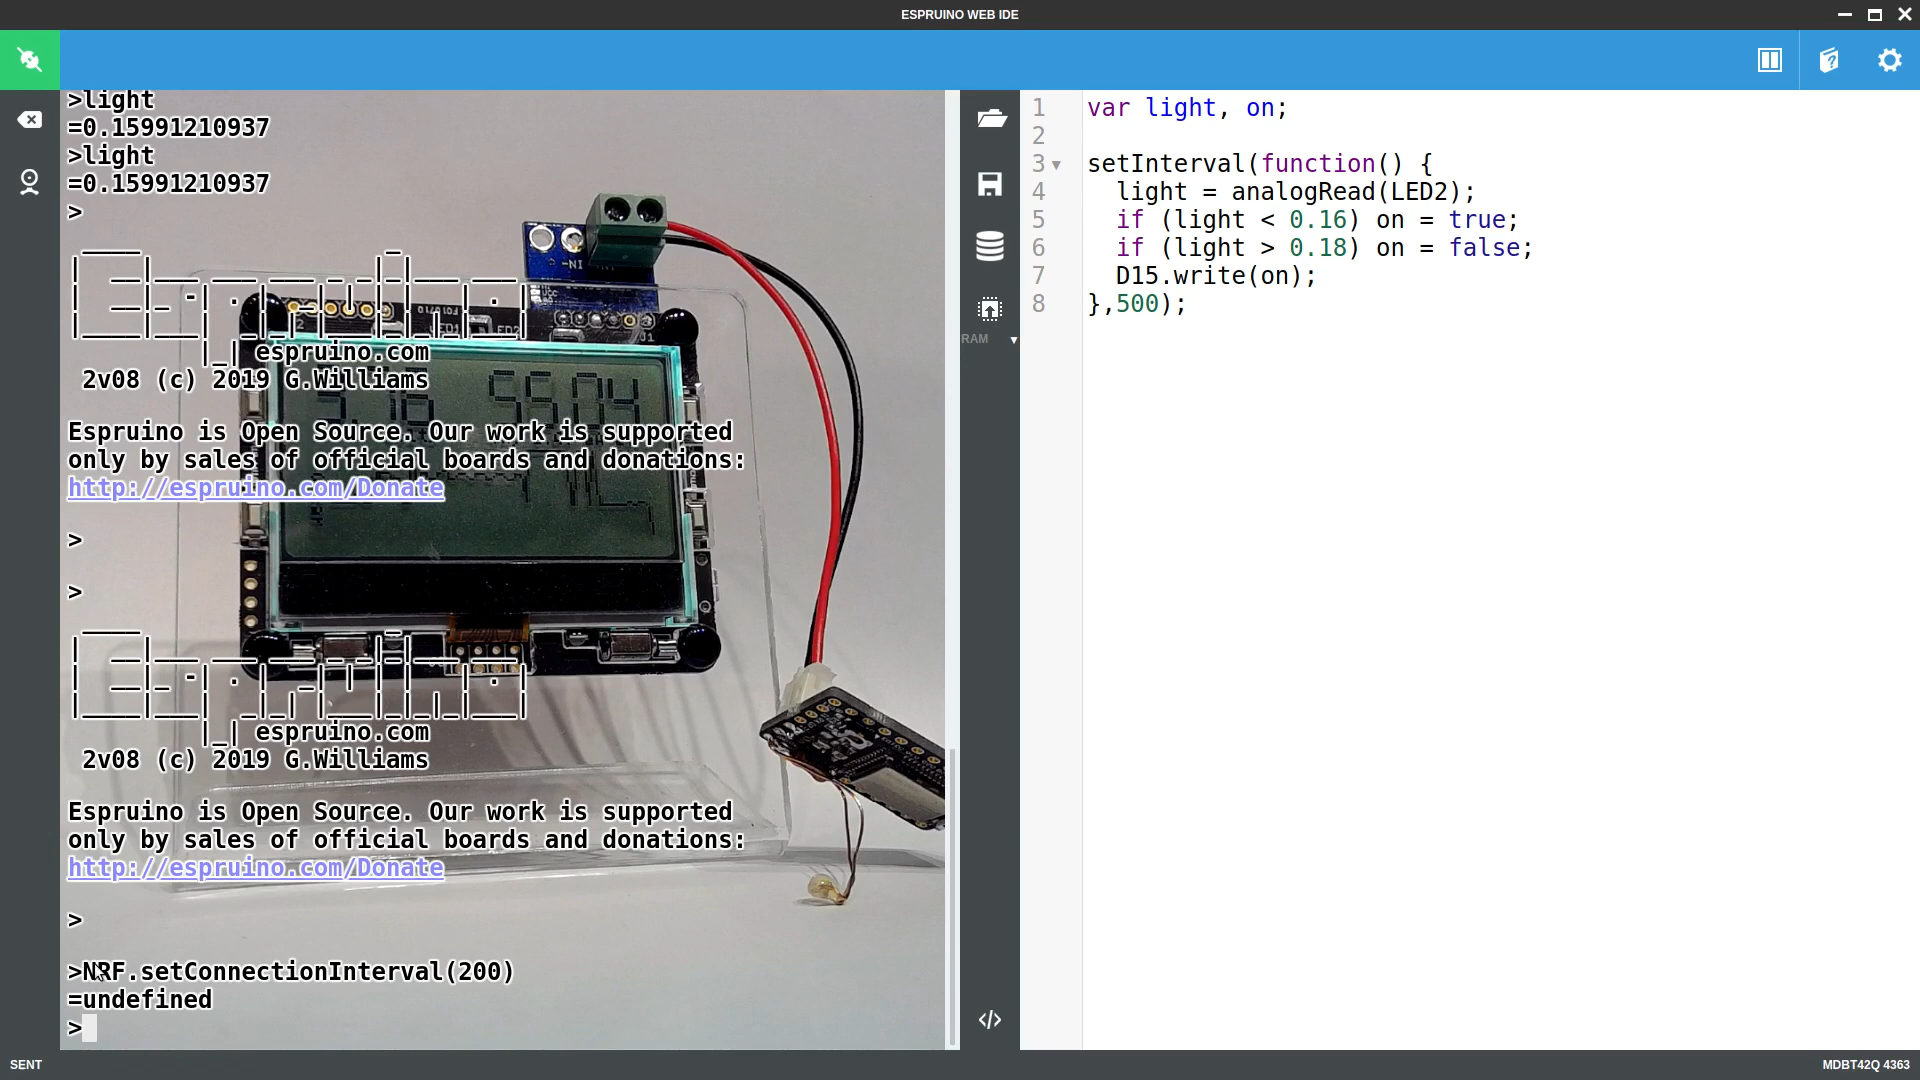 ESPRUINO WEB IDE
>light
=0.15991210937
>light
=0.15991210937
>
espruino.com
2v08 (c) 2019 G.Williams
Espruino is Open Source. Our work is supported
only by sales of official boards and donations:
http://espruino.com/Donate
>
>
espruino.com
2v08 (c) 2019 G.Williams
Espruino is Open Source. Our work is supported
only by sales of official boards and donations:
http://espruino.com/Donate
>
>NRF.setConnectionInterval(200)
=undefined
>
-NI
LED1
LED2
J1
RAM
1 var light, on;
2
3 setInterval(function() {
4 light = analogRead(LED2);
5 if (light < 0.16) on = true;
6 if (light > 0.18) on = false;
7 D15.write(on);
8 },500);
SENT
MDBT42Q 4363